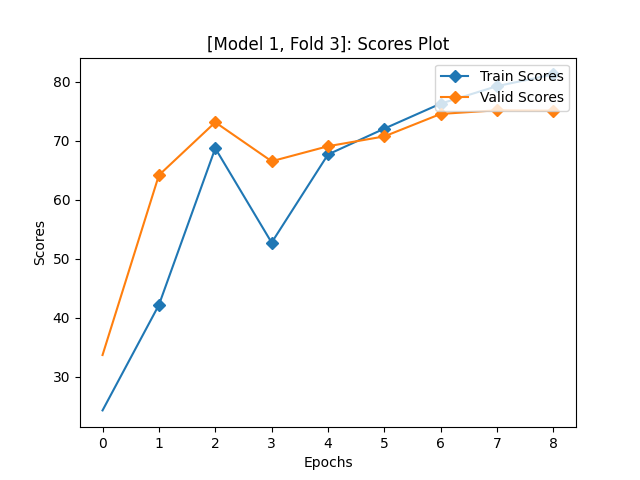 [Model 1, Fold 3]: Scores Plot
Train Scores
Valid Scores
80
70
60
50
40
30
Scores
0 1 2 3 4 5 6 7 8
Epochs